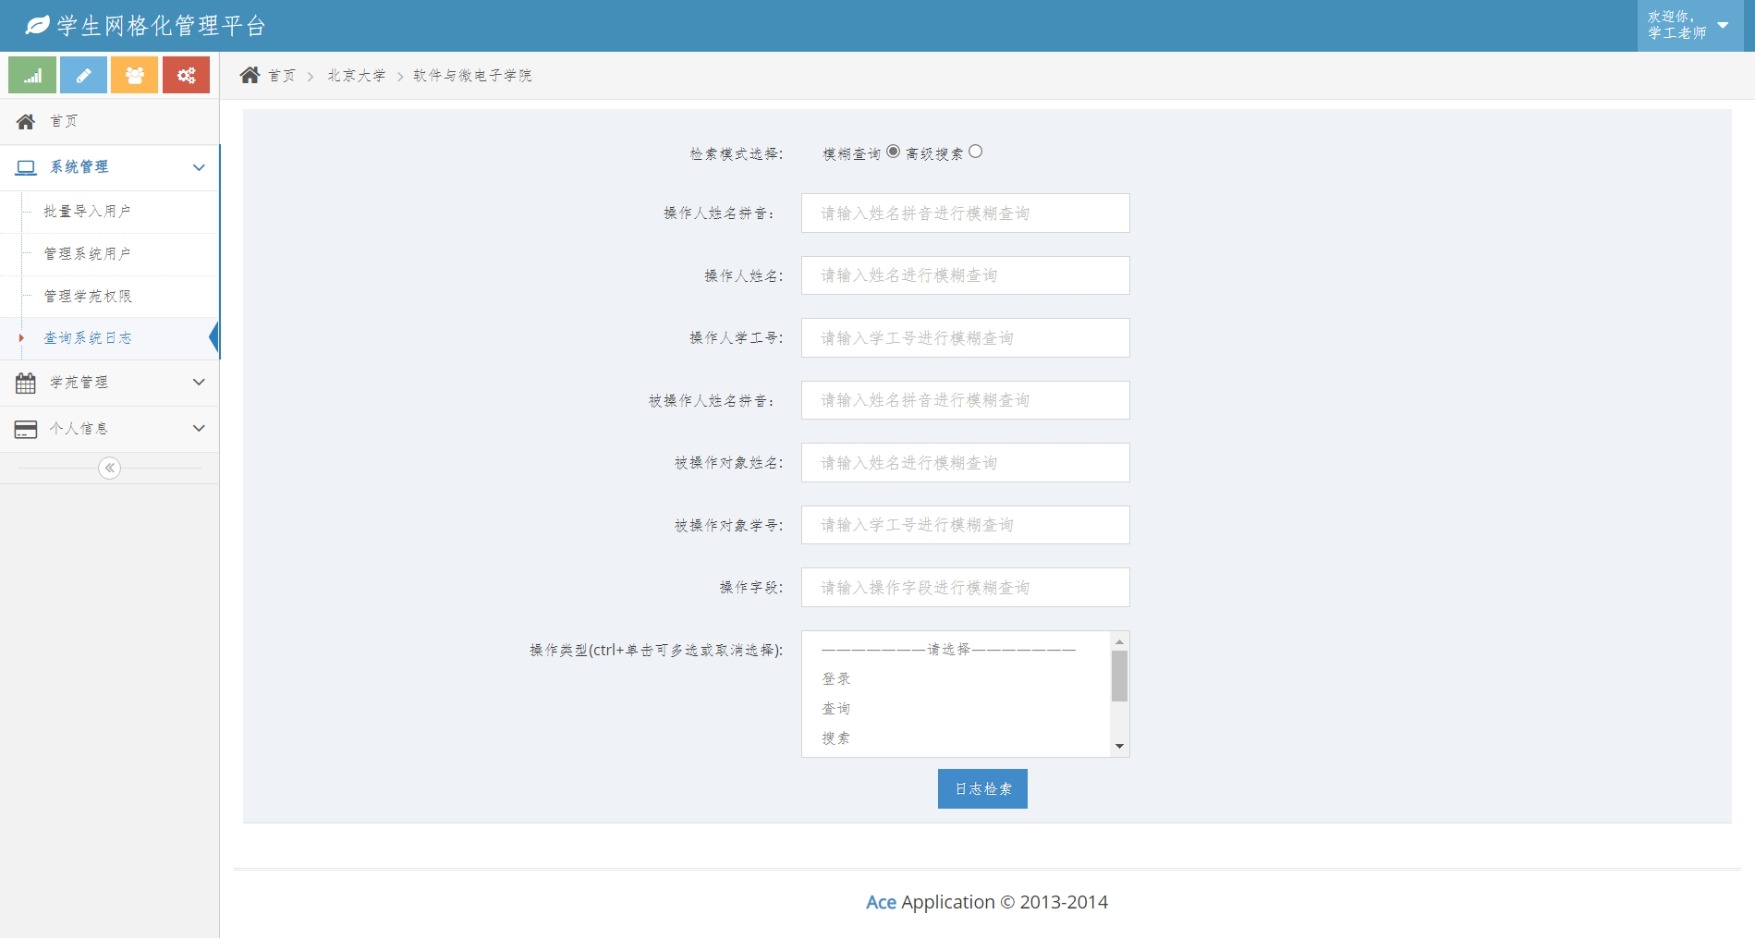 学生网格化管理平台
欢迎你,
学工老师
首页 > 北京大学 > 软件与微电子学院
首页
系统管理
批量导入用户
管理系统用户
管理学苑权限
查询系统日志
学苑管理
个人信息
检索模式选择: 模糊查询 高级搜索
操作人姓名拼音: 请输入姓名拼音进行模糊查询
操作人姓名: 请输入姓名进行模糊查询
操作人学工号: 请输入学工号进行模糊查询
被操作人姓名拼音: 请输入姓名拼音进行模糊查询
被操作对象姓名: 请输入姓名进行模糊查询
被操作对象学号: 请输入学工号进行模糊查询
操作字段: 请输入操作字段进行模糊查询
操作类型(ctrl+单击可多选或取消选择): ———————请选择———————
登录
查询
搜索
日志检索
Ace Application © 2013-2014